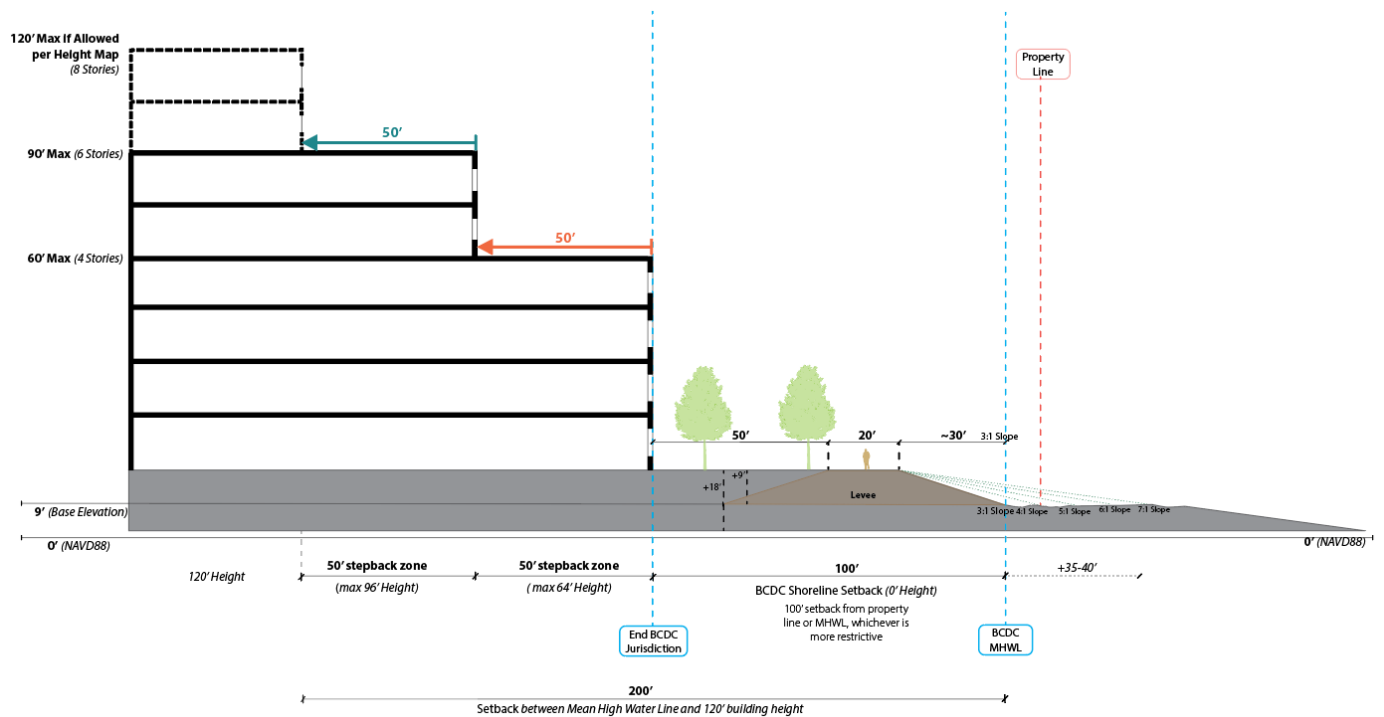 120’ Max if Allowed
per Height Map
(8 Stories)
Property
Line
50’
90’ Max (6 Stories)
50’
60’ Max (4 Stories)
50’
20’
~30’
3:1 Slope
+18'
+9'
Levee
3:1 Slope
4:1 Slope
5:1 Slope
6:1 Slope
7:1 Slope
9’ (Base Elevation)
0’ (NAVD88)
0’ (NAVD88)
120’ Height
50’ stepback zone
(max 96’ Height)
50’ stepback zone
( max 64’ Height)
100’
BCDC Shoreline Setback (0’ Height)
100’ setback from property
line or MHWL, whichever is
more restrictive
+35-40’
End BCDC
Jurisdiction
BCDC
MHWL
200’
Setback between Mean High Water Line and 120’ building height